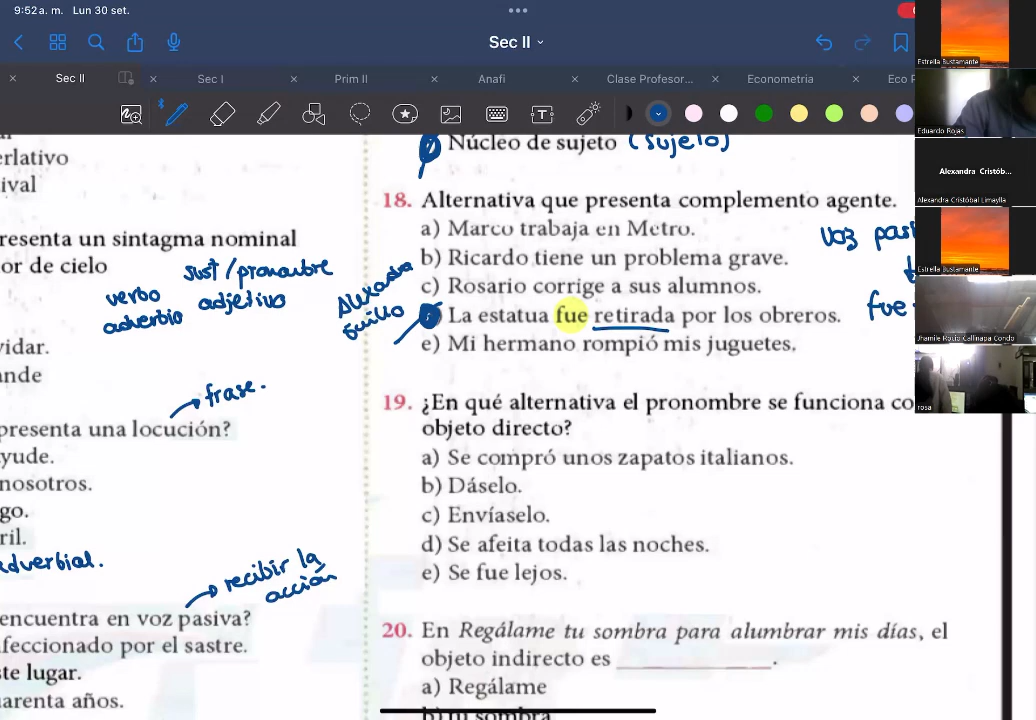 9:52 a. m. Lun 30 set.
Sec II
Sec II
Sec I
Prim II
Anafi
Clase Profesor...
Econometria
Eco P
Estrella Bustamante
Eduardo Rojas
Alexandra Cristób...
Alexandra Cristóbal Limaylla
Estrella Bustamante
Jhamile Rocio Callinapa Condo
rosa
erlativo
ival
resenta un sintagma nominal
or de cielo
sust / pronombre
verbo
adverbio
adjetivo
vidar.
ande
frase.
presenta una locución?
yude.
nosotros.
go.
ril.
adverbial.
recibir la
acción
encuentra en voz pasiva?
feccionado por el sastre.
ste lugar.
arenta años.
Núcleo de sujeto (sujeto)
18. Alternativa que presenta complemento agente.
a) Marco trabaja en Metro.
b) Ricardo tiene un problema grave.
c) Rosario corrige a sus alumnos.
La estatua fue retirada por los obreros.
e) Mi hermano rompió mis juguetes.
Alexandra
voz pas
fue
19. ¿En qué alternativa el pronombre se funciona co
objeto directo?
a) Se compró unos zapatos italianos.
b) Dáselo.
c) Envíaselo.
d) Se afeita todas las noches.
e) Se fue lejos.
20. En Regálame tu sombra para alumbrar mis días, el
objeto indirecto es ____________.
a) Regálame
b) tu sombra